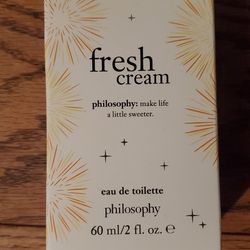 fresh
cream
philosophy: make life
a little sweeter.
eau de toilette
philosophy
60 ml/2 fl. oz. e